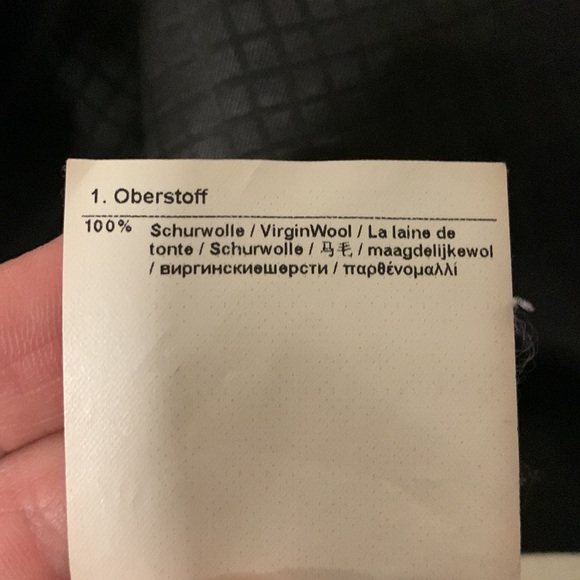 1. Oberstoff
100% Schurwolle / VirginWool / La laine de
tonte / Schurwolle / 马毛 / maagdelijkewol
/ виргинскиешерсти / παρθένομαλλί